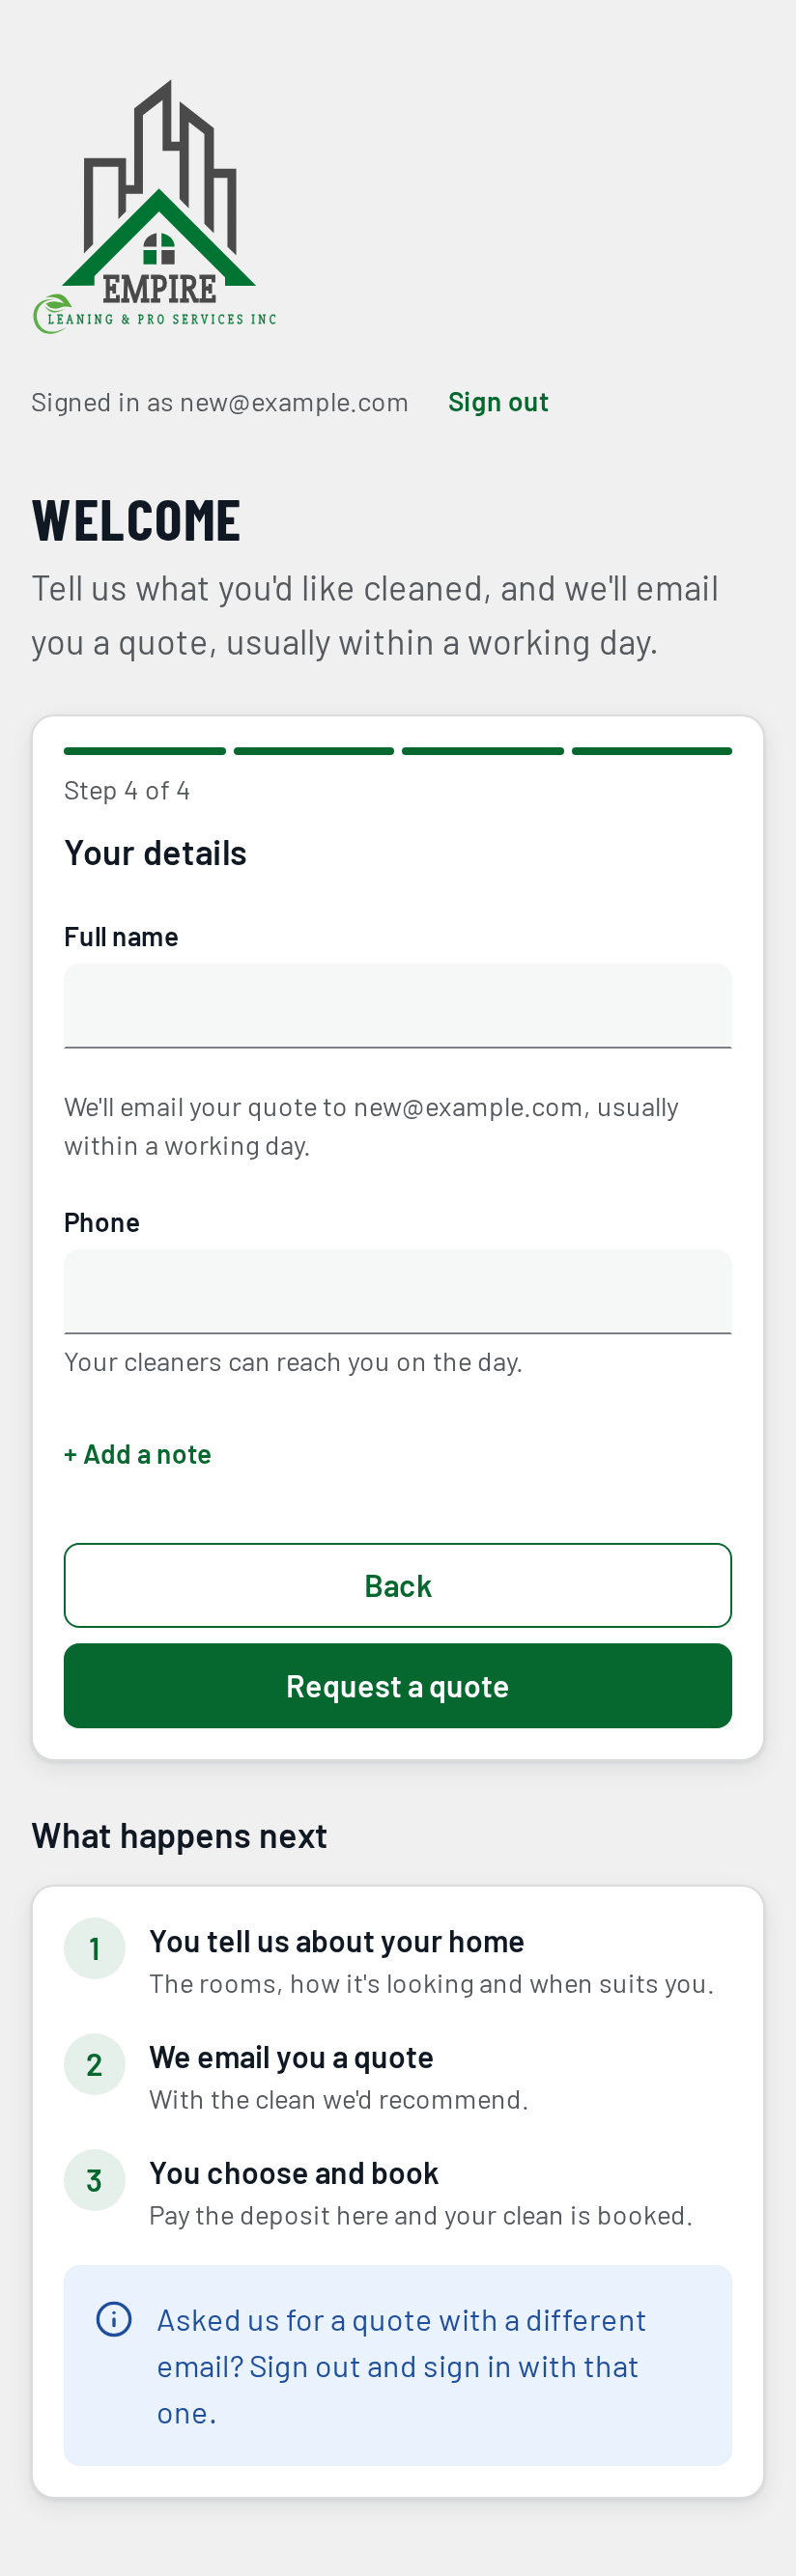 EMPIRE
LEANING & PRO SERVICES INC
Signed in as new@example.com Sign out
WELCOME
Tell us what you'd like cleaned, and we'll email
you a quote, usually within a working day.
Step 4 of 4
Your details
Full name
We'll email your quote to new@example.com, usually
within a working day.
Phone
Your cleaners can reach you on the day.
+ Add a note
Back
Request a quote
What happens next
1 You tell us about your home
The rooms, how it's looking and when suits you.
2 We email you a quote
With the clean we'd recommend.
3 You choose and book
Pay the deposit here and your clean is booked.
Asked us for a quote with a different
email? Sign out and sign in with that
one.